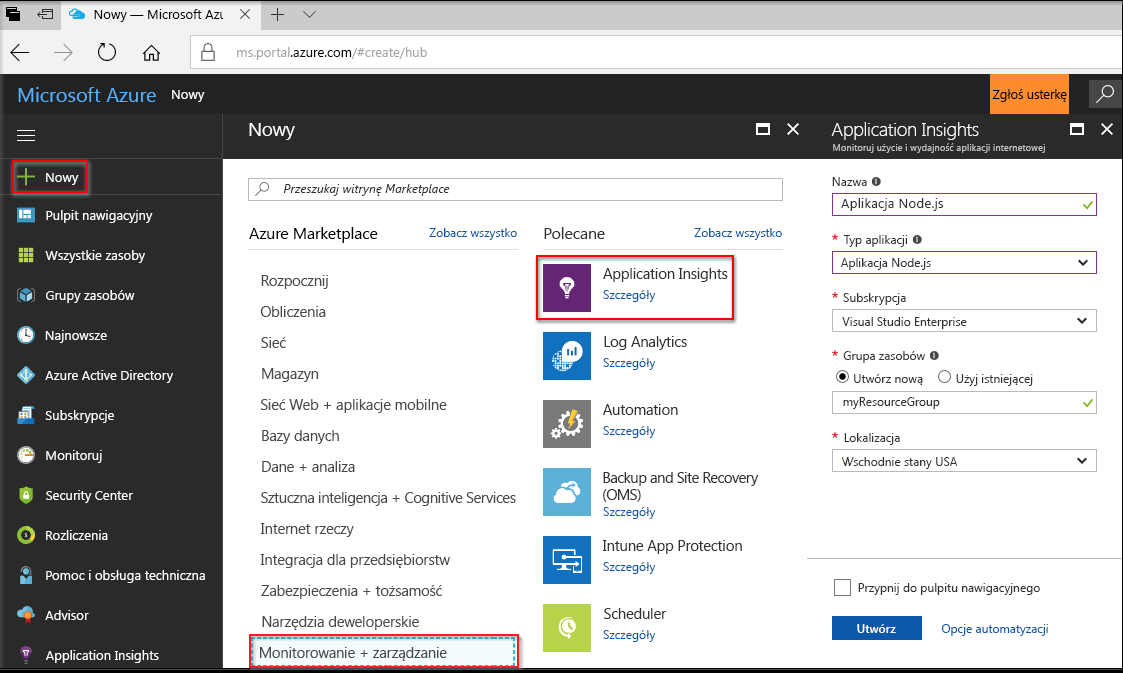 Nowy — Microsoft Azu
ms.portal.azure.com/#create/hub
Microsoft Azure Nowy
Zgłoś usterkę
Nowy
Pulpit nawigacyjny
Wszystkie zasoby
Grupy zasobów
Najnowsze
Azure Active Directory
Subskrypcje
Monitoruj
Security Center
Rozliczenia
Pomoc i obsługa techniczna
Advisor
Application Insights
Nowy
Przeszukaj witrynę Marketplace
Azure Marketplace
Zobacz wszystko
Rozpocznij
Obliczenia
Sieć
Magazyn
Sieć Web + aplikacje mobilne
Bazy danych
Dane + analiza
Sztuczna inteligencja + Cognitive Services
Internet rzeczy
Integracja dla przedsiębiorstw
Zabezpieczenia + tożsamość
Narzędzia deweloperskie
Monitorowanie + zarządzanie
Polecane
Zobacz wszystko
Application Insights
Szczegóły
Log Analytics
Szczegóły
Automation
Szczegóły
Backup and Site Recovery
(OMS)
Szczegóły
Intune App Protection
Szczegóły
Scheduler
Szczegóły
Application Insights
Monitoruj użycie i wydajność aplikacji internetowej
Nazwa
Aplikacja Node.js
* Typ aplikacji
Aplikacja Node.js
* Subskrypcja
Visual Studio Enterprise
* Grupa zasobów
Utwórz nową Użyj istniejącej
myResourceGroup
* Lokalizacja
Wschodnie stany USA
Przypnij do pulpitu nawigacyjnego
Utwórz
Opcje automatyzacji